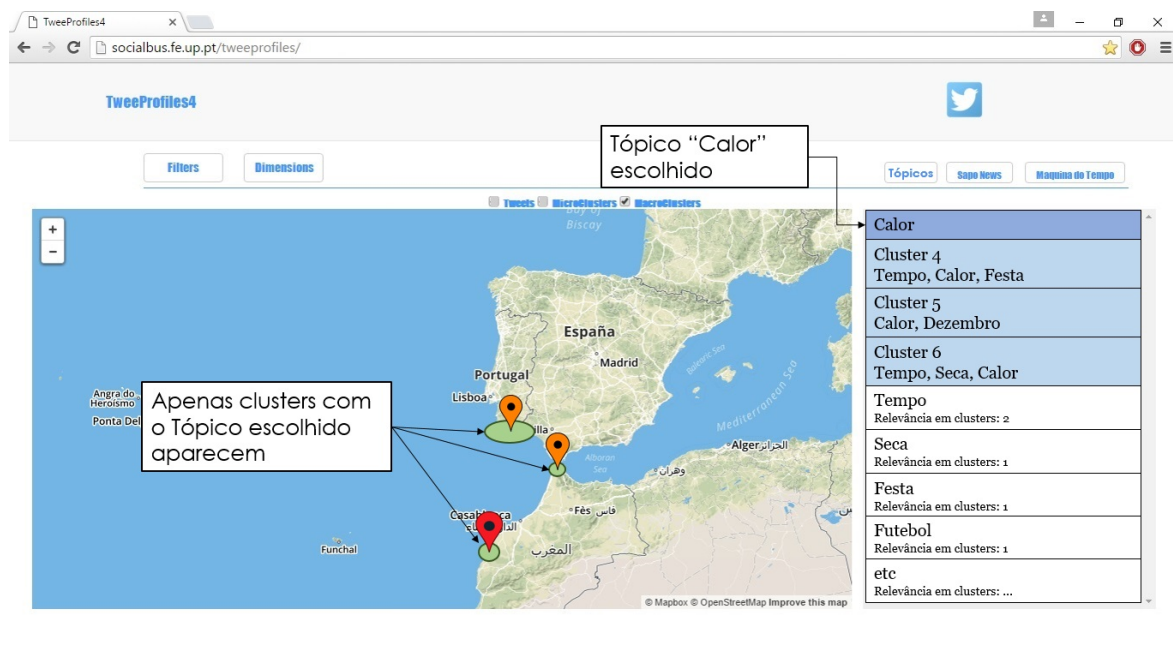 TweeProfiles4
socialbus.fe.up.pt/tweeprofiles/
TweeProfiles4
Filters
Dimensions
Tópico “Calor”
escolhido
Tópicos
Sapo News
Maquina do Tempo
Tweets
MicroClusters
MacroClusters
+
−
Bay of
Biscay
España
Madrid
Portugal
Lisboa
Balearic Sea
Mediterranean Sea
Angra do
Heroísmo
Ponta Del
Apenas clusters com
o Tópico escolhido
aparecem
illa
Alboran
Sea
Alger الجزائر
وهران
Fès فاس
Casablanca
المغرب
Funchal
© Mapbox © OpenStreetMap Improve this map
Calor
Cluster 4
Tempo, Calor, Festa
Cluster 5
Calor, Dezembro
Cluster 6
Tempo, Seca, Calor
Tempo
Relevância em clusters: 2
Seca
Relevância em clusters: 1
Festa
Relevância em clusters: 1
Futebol
Relevância em clusters: 1
etc
Relevância em clusters: ...